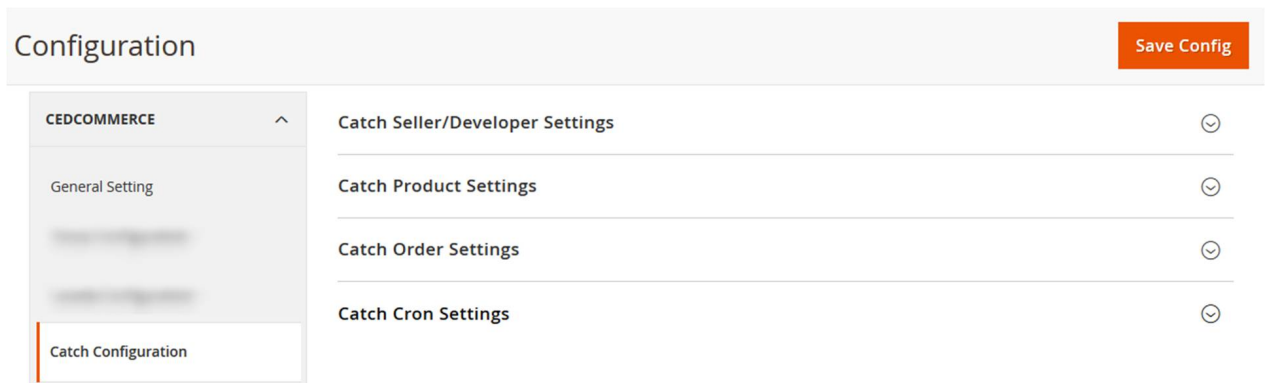 Configuration
Save Config
CEDCOMMERCE
General Setting
Catch Configuration
Catch Seller/Developer Settings
Catch Product Settings
Catch Order Settings
Catch Cron Settings